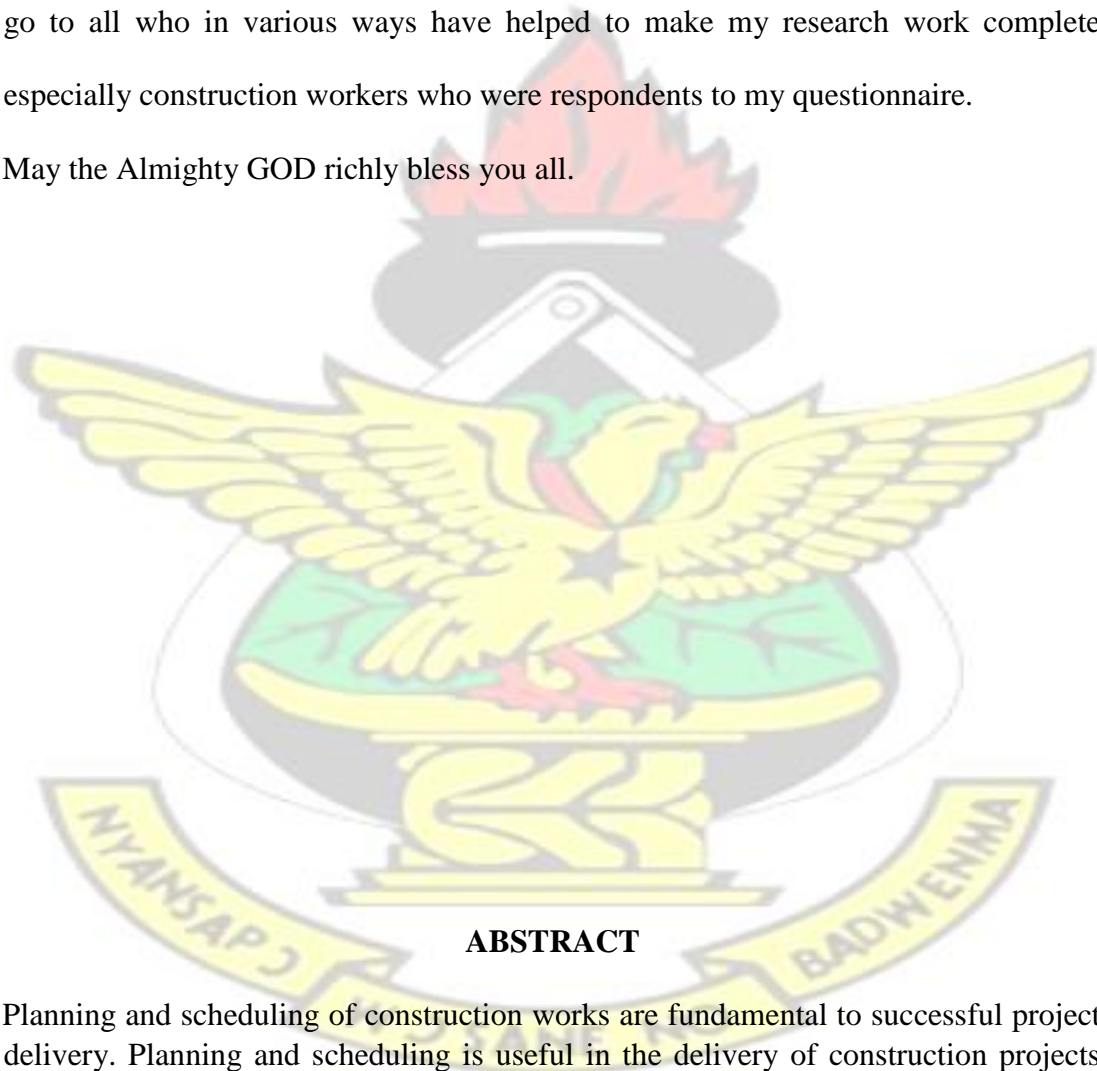 go to all who in various ways have helped to make my research work complete
especially construction workers who were respondents to my questionnaire.
May the Almighty GOD richly bless you all.
NYANSAPƆ
BADWENMA
ABSTRACT
Planning and scheduling of construction works are fundamental to successful project
delivery. Planning and scheduling is useful in the delivery of construction projects